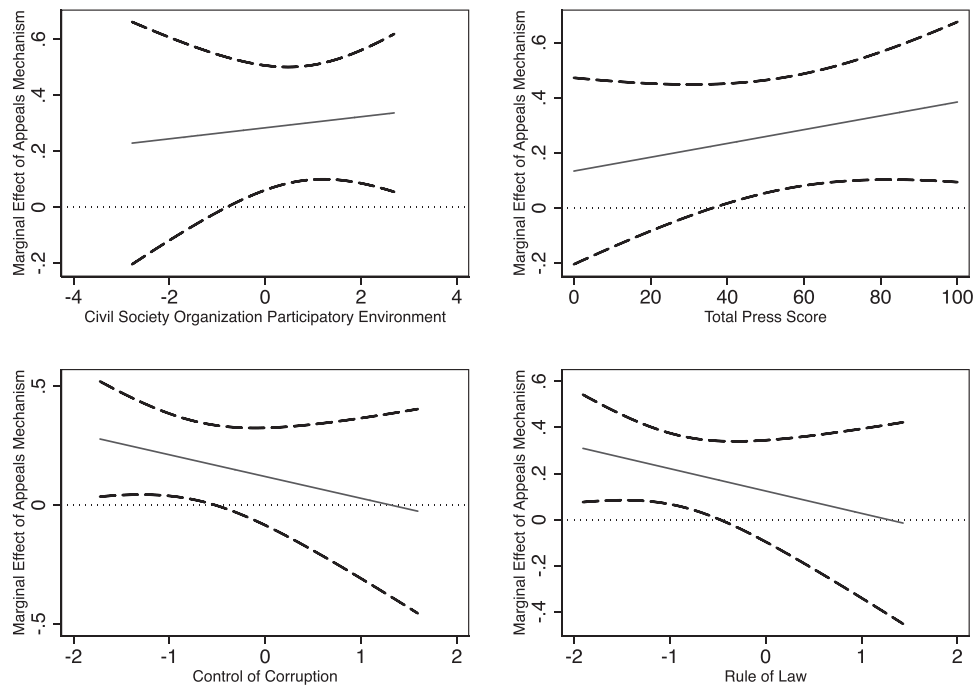 Marginal Effect of Appeals Mechanism
.6
.4
.2
0
-.2
-4 -2 0 2 4
Civil Society Organization Participatory Environment
Marginal Effect of Appeals Mechanism
.6
.4
.2
0
-.2
0 20 40 60 80 100
Total Press Score
Marginal Effect of Appeals Mechanism
.5
0
-.5
-2 -1 0 1 2
Control of Corruption
Marginal Effect of Appeals Mechanism
.6
.4
.2
0
-.2
-.4
-2 -1 0 1 2
Rule of Law